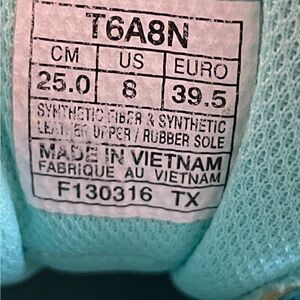 T6A8N
CM US EURO
25.0 8 39.5
SYNTHETIC FIBER & SYNTHETIC
LEATHER UPPER / RUBBER SOLE
MADE IN VIETNAM
FABRIQUE AU VIETNAM
F130316 TX